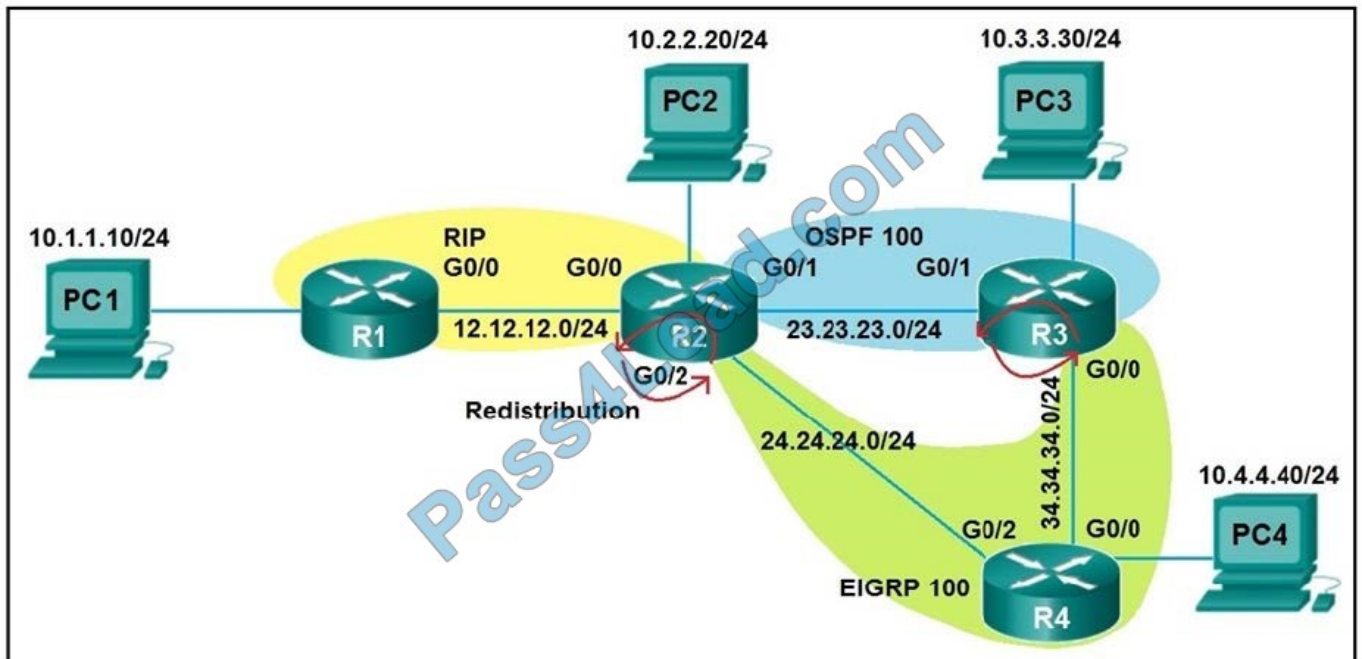 10.2.2.20/24
10.3.3.30/24
PC2
PC3
10.1.1.10/24
RIP
OSPF 100
PC1
G0/0
G0/0
G0/1
G0/1
R1
12.12.12.0/24
R2
23.23.23.0/24
R3
G0/2
G0/0
Redistribution
24.24.24.0/24
34.34.34.0/24
10.4.4.40/24
G0/2
G0/0
PC4
EIGRP 100
R4
Pass4Lead.com